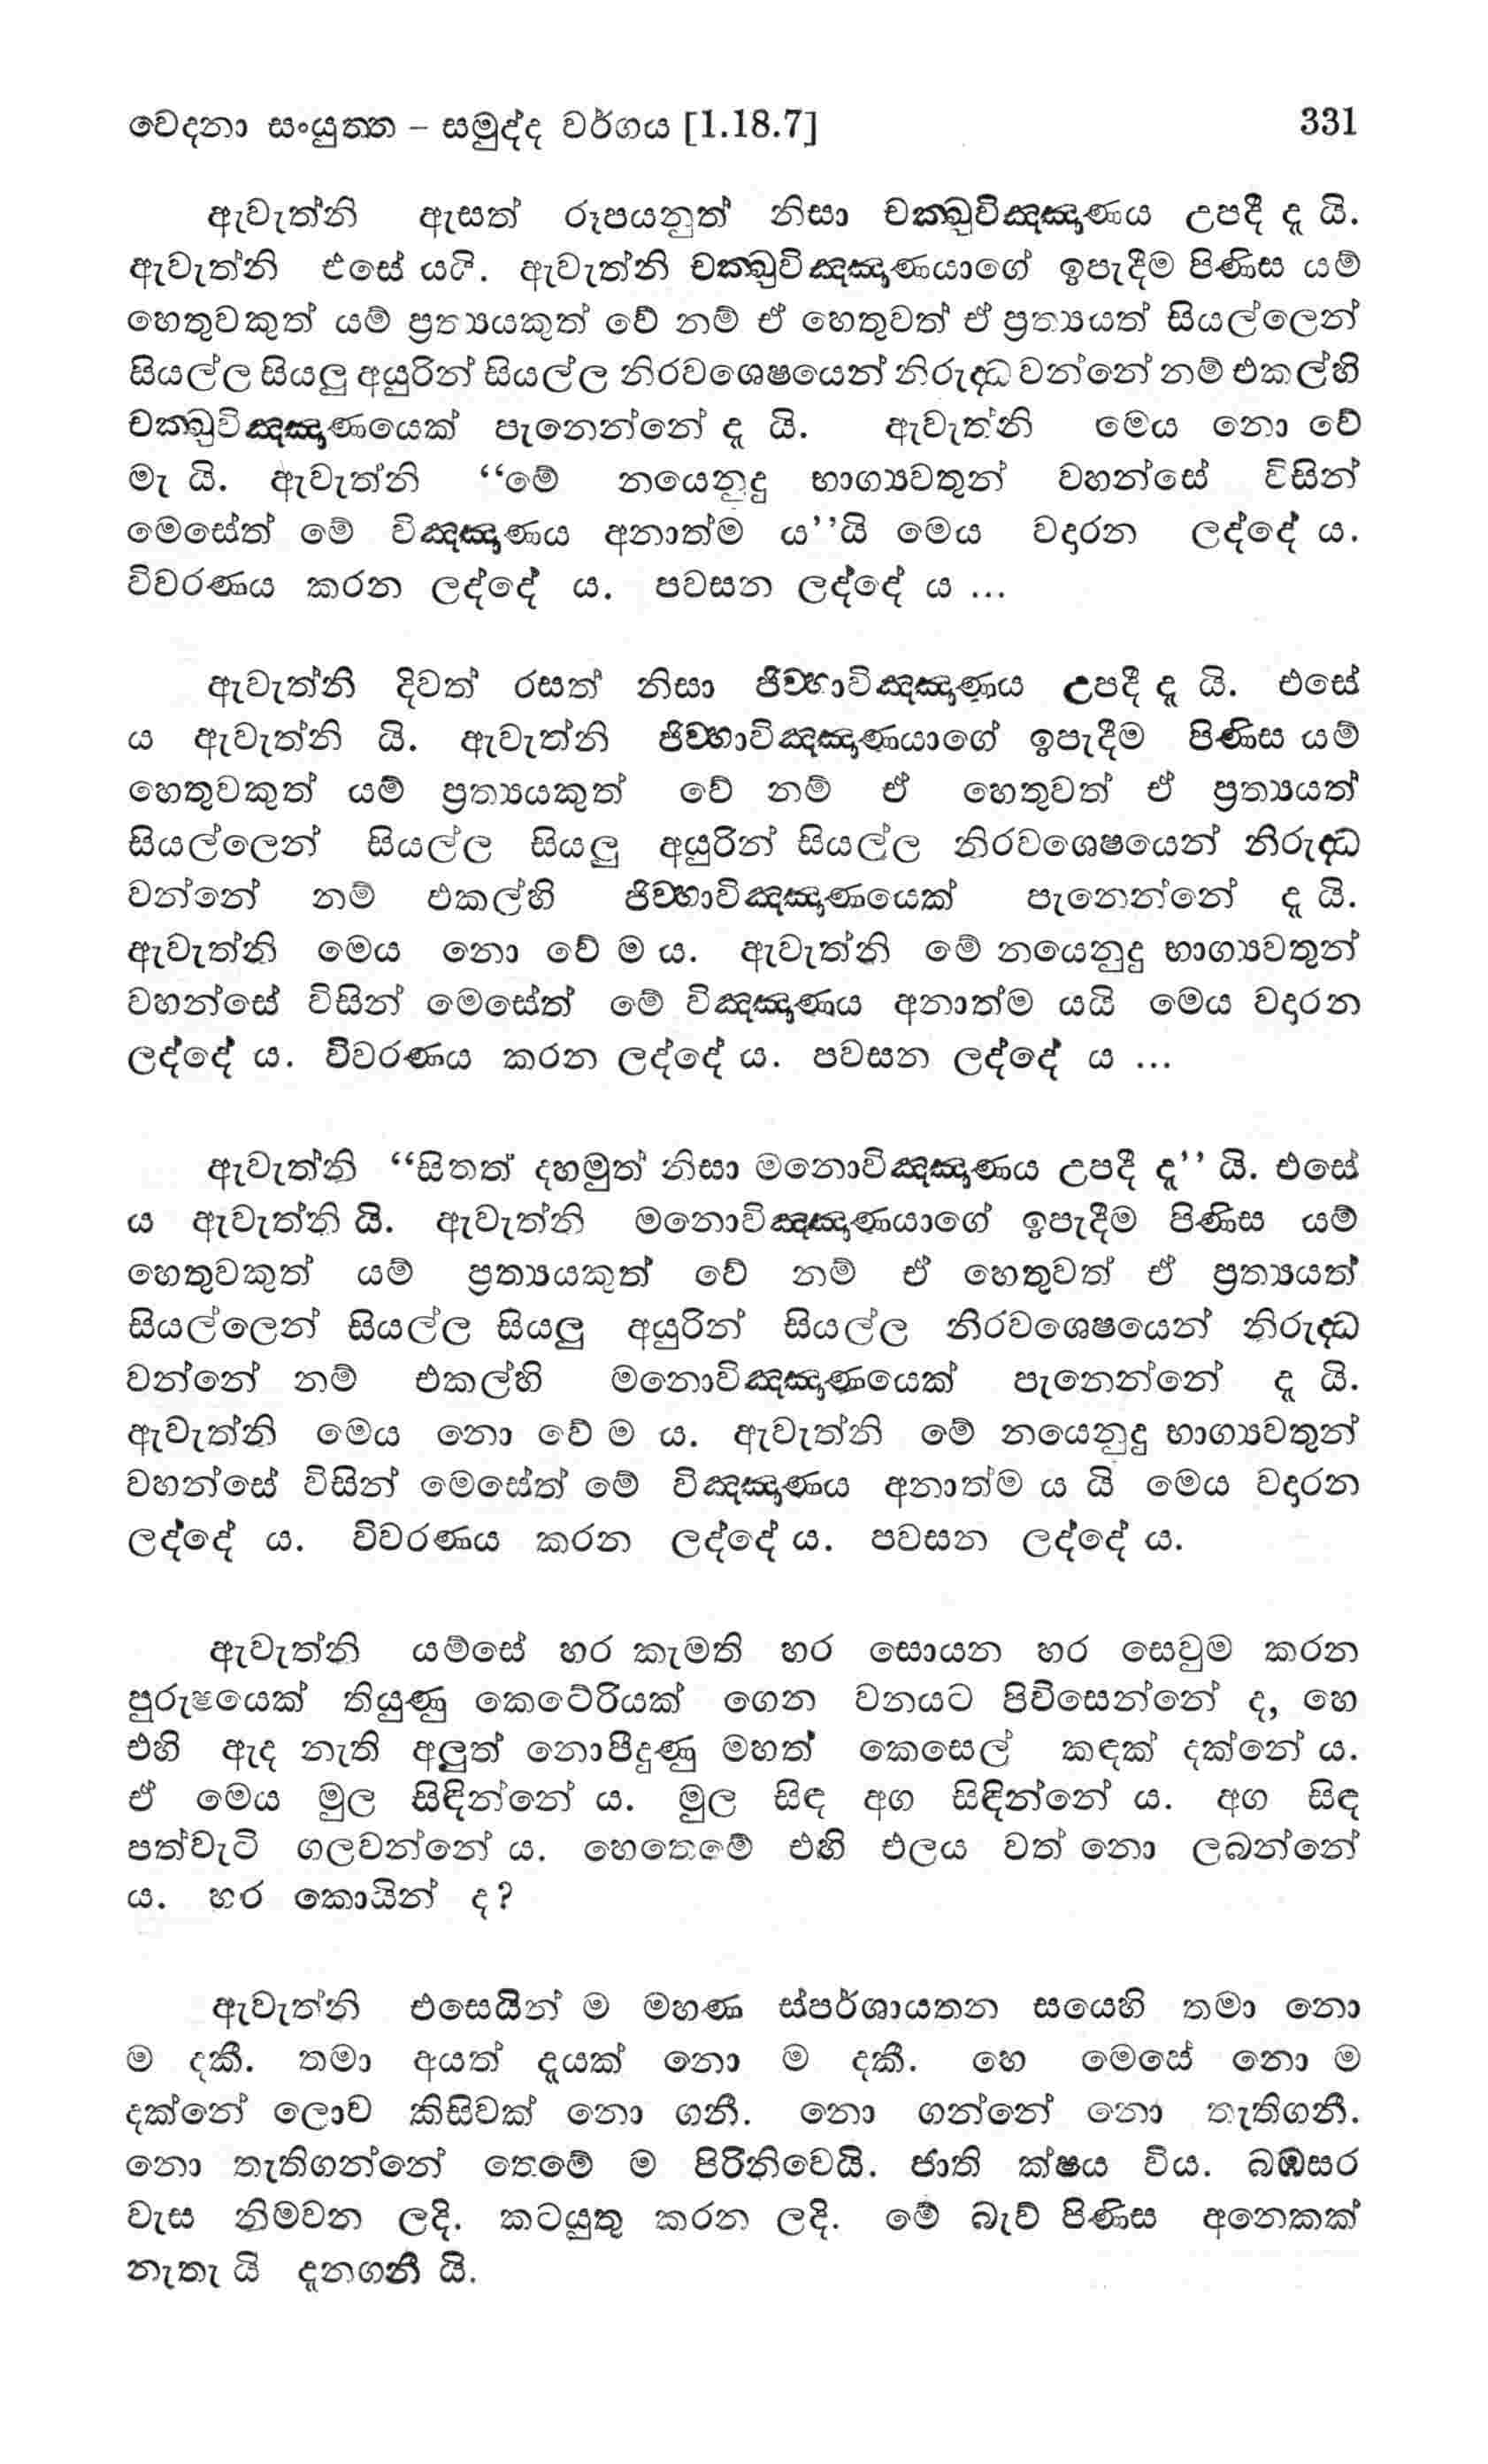 වෙදනා සංයුත්ත – සමුද්ද වර්ගය [1.18.7] 331
ඇවැත්නි ඇසත් රූපයනුත් නිසා චක්ඛුවිඤ්ඤාණය උපදී දැ යි.
ඇවැත්නි එසේ යයි. ඇවැත්නි චක්ඛුවිඤ්ඤාණයාගේ ඉපැදීම පිණිස යම්
හෙතුවකුත් යම් ප්‍රත්‍යයකුත් වේ නම් ඒ හෙතුවත් ඒ ප්‍රත්‍යයත් සියල්ලෙන්
සියල්ල සියලු අයුරින් සියල්ල නිරවශෙෂයෙන් නිරුද්ධ වන්නේ නම් එකල්හි
චක්ඛුවිඤ්ඤාණයෙක් පැනෙන්නේ දැ යි. ඇවැත්නි මෙය නො වේ
මැ යි. ඇවැත්නි “මේ නයෙනුදු භාග්‍යවතුන් වහන්සේ විසින්
මෙසේත් මේ විඤ්ඤාණය අනාත්ම ය”යි මෙය වදාරන ලද්දේ ය.
විවරණය කරන ලද්දේ ය. පවසන ලද්දේ ය ...
ඇවැත්නි දිවත් රසත් නිසා ජිව්හාවිඤ්ඤාණය උපදී දැ යි. එසේ
ය ඇවැත්නි යි. ඇවැත්නි ජිව්හාවිඤ්ඤාණයාගේ ඉපැදීම පිණිස යම්
හෙතුවකුත් යම් ප්‍රත්‍යයකුත් වේ නම් ඒ හෙතුවත් ඒ ප්‍රත්‍යයත්
සියල්ලෙන් සියල්ල සියලු අයුරින් සියල්ල නිරවශෙෂයෙන් නිරුද්ධ
වන්නේ නම් එකල්හි ජිව්හාවිඤ්ඤාණයෙක් පැනෙන්නේ දැ යි.
ඇවැත්නි මෙය නො වේ ම ය. ඇවැත්නි මේ නයෙනුදු භාග්‍යවතුන්
වහන්සේ විසින් මෙසේත් මේ විඤ්ඤාණය අනාත්ම යයි මෙය වදාරන
ලද්දේ ය. විවරණය කරන ලද්දේ ය. පවසන ලද්දේ ය ...
ඇවැත්නි “සිතත් දහමුත් නිසා මනොවිඤ්ඤාණය උපදී දැ” යි. එසේ
ය ඇවැත්නි යි. ඇවැත්නි මනොවිඤ්ඤාණයාගේ ඉපැදීම පිණිස යම්
හෙතුවකුත් යම් ප්‍රත්‍යයකුත් වේ නම් ඒ හෙතුවත් ඒ ප්‍රත්‍යයත්
සියල්ලෙන් සියල්ල සියලු අයුරින් සියල්ල නිරවශෙෂයෙන් නිරුද්ධ
වන්නේ නම් එකල්හි මනොවිඤ්ඤාණයෙක් පැනෙන්නේ දැ යි.
ඇවැත්නි මෙය නො වේ ම ය. ඇවැත්නි මේ නයෙනුදු භාග්‍යවතුන්
වහන්සේ විසින් මෙසේත් මේ විඤ්ඤාණය අනාත්ම ය යි මෙය වදාරන
ලද්දේ ය. විවරණය කරන ලද්දේ ය. පවසන ලද්දේ ය.
ඇවැත්නි යම්සේ හර කැමති හර සොයන හර සෙවුම කරන
පුරුෂයෙක් තියුණු කෙටේරියක් ගෙන වනයට පිවිසෙන්නේ ද, හෙ
එහි ඇද නැති අලුත් නොපීදුණු මහත් කෙසෙල් කඳක් දක්නේ ය.
ඒ මෙය මුල සිඳින්නේ ය. මුල සිඳ අග සිඳින්නේ ය. අග සිඳ
පත්වැටි ගලවන්නේ ය. හෙතෙමේ එහි එලය වත් නො ලබන්නේ
ය. හර කොයින් ද?
ඇවැත්නි එසෙයින් ම මහණ ස්පර්ශායතන සයෙහි තමා නො
ම දකී. තමා අයත් දැයක් නො ම දකී. හෙ මෙසේ නො ම
දක්නේ ලොව කිසිවක් නො ගනී. නො ගන්නේ නො තැතිගනී.
නො තැතිගන්නේ තෙමේ ම පිරිනිවෙයි. ජාති ක්ෂය විය. බඹසර
වැස නිමවන ලදි. කටයුතු කරන ලදි. මේ බැව් පිණිස අනෙකක්
නැතැ යි දැනගනී යි.